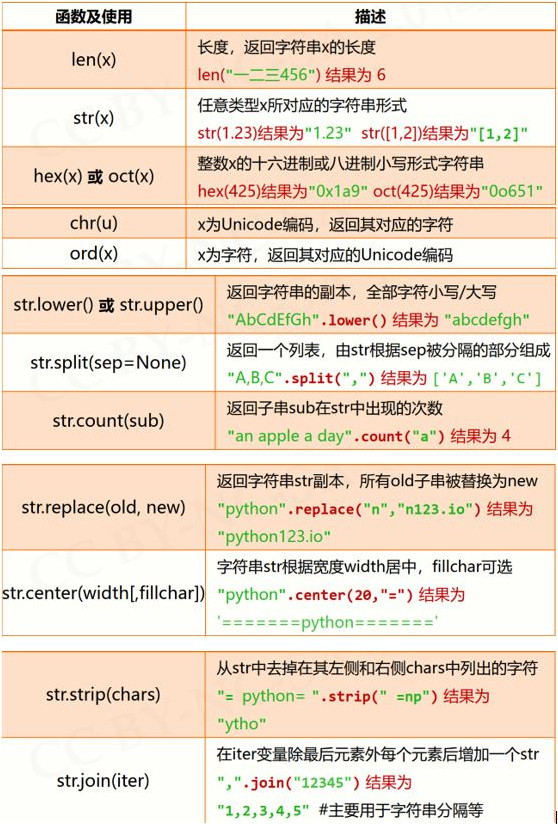 函数及使用 描述
len(x) 长度，返回字符串x的长度
len("一二三456") 结果为 6
str(x) 任意类型x所对应的字符串形式
str(1.23)结果为"1.23" str([1,2])结果为"[1,2]"
hex(x) 或 oct(x) 整数x的十六进制或八进制小写形式字符串
hex(425)结果为"0x1a9" oct(425)结果为"0o651"
chr(u) x为Unicode编码，返回其对应的字符
ord(x) x为字符，返回其对应的Unicode编码
str.lower() 或 str.upper() 返回字符串的副本，全部字符小写/大写
"AbCdEfGh".lower() 结果为 "abcdefgh"
str.split(sep=None) 返回一个列表，由str根据sep被分隔的部分组成
"A,B,C".split(",") 结果为 ['A','B','C']
str.count(sub) 返回子串sub在str中出现的次数
"an apple a day".count("a") 结果为 4
str.replace(old, new) 返回字符串str副本，所有old子串被替换为new
"python".replace("n","n123.io") 结果为
"python123.io"
str.center(width[,fillchar]) 字符串str根据宽度width居中，fillchar可选
"python".center(20,"=") 结果为
'=======python======='
str.strip(chars) 从str中去掉在其左侧和右侧chars中列出的字符
"= python= ".strip(" =np") 结果为
"ytho"
str.join(iter) 在iter变量除最后元素外每个元素后增加一个str
",".join("12345") 结果为
"1,2,3,4,5" #主要用于字符串分隔等